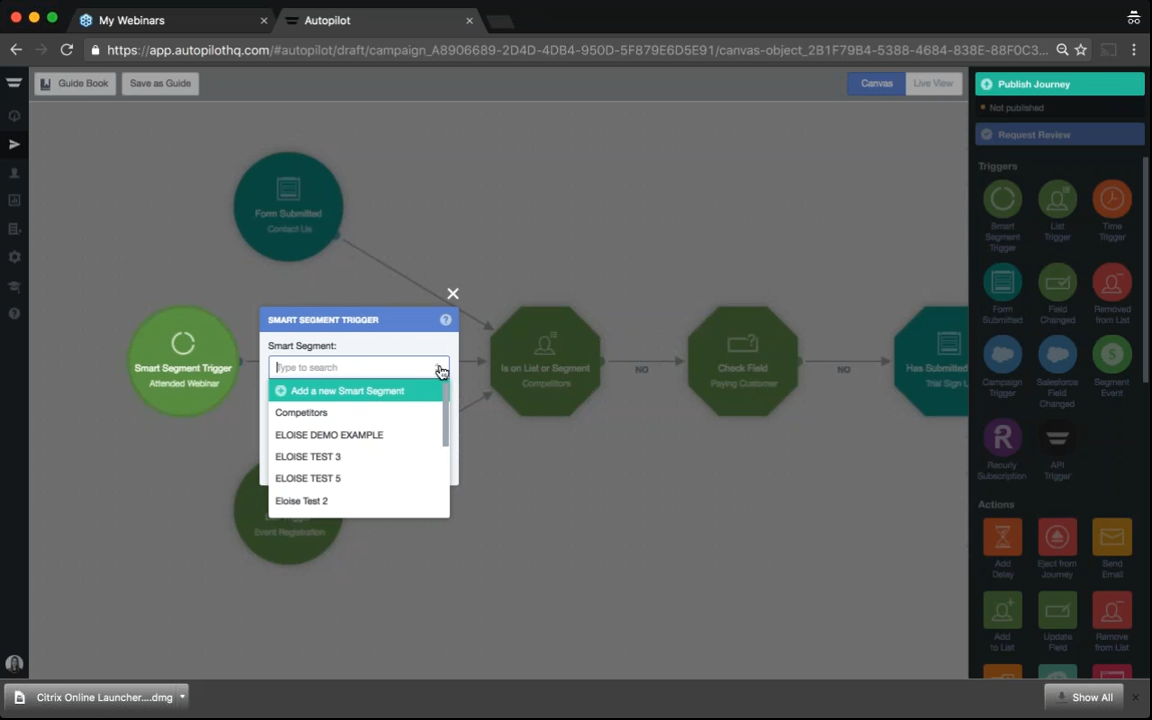 My Webinars
Autopilot
https://app.autopilothq.com/#autopilot/draft/campaign_A8906689-2D4D-4DB4-950D-5F879E6D5E91/canvas-object_2B1F79B4-5388-4684-838E-88F0C3...
Guide Book
Save as Guide
Canvas
Live View
Publish Journey
Not published
Request Review
Triggers
Smart Segment Trigger
List Trigger
Time Trigger
Form Submitted
Field Changed
Removed from List
Campaign Trigger
Salesforce Field Changed
Segment Event
Recurly Subscription
API Trigger
Actions
Add Delay
Eject from Journey
Send Email
Add to List
Update Field
Remove from List
Form Submitted
Contact Us
Smart Segment Trigger
Attended Webinar
SMART SEGMENT TRIGGER
Smart Segment:
Type to search
Add a new Smart Segment
Competitors
ELOISE DEMO EXAMPLE
ELOISE TEST 3
ELOISE TEST 5
Eloise Test 2
Event Registration
Is on List or Segment
Competitors
NO
Check Field
Paying Customer
NO
Has Submitted
Trial Sign
Citrix Online Launcher....dmg
Show All